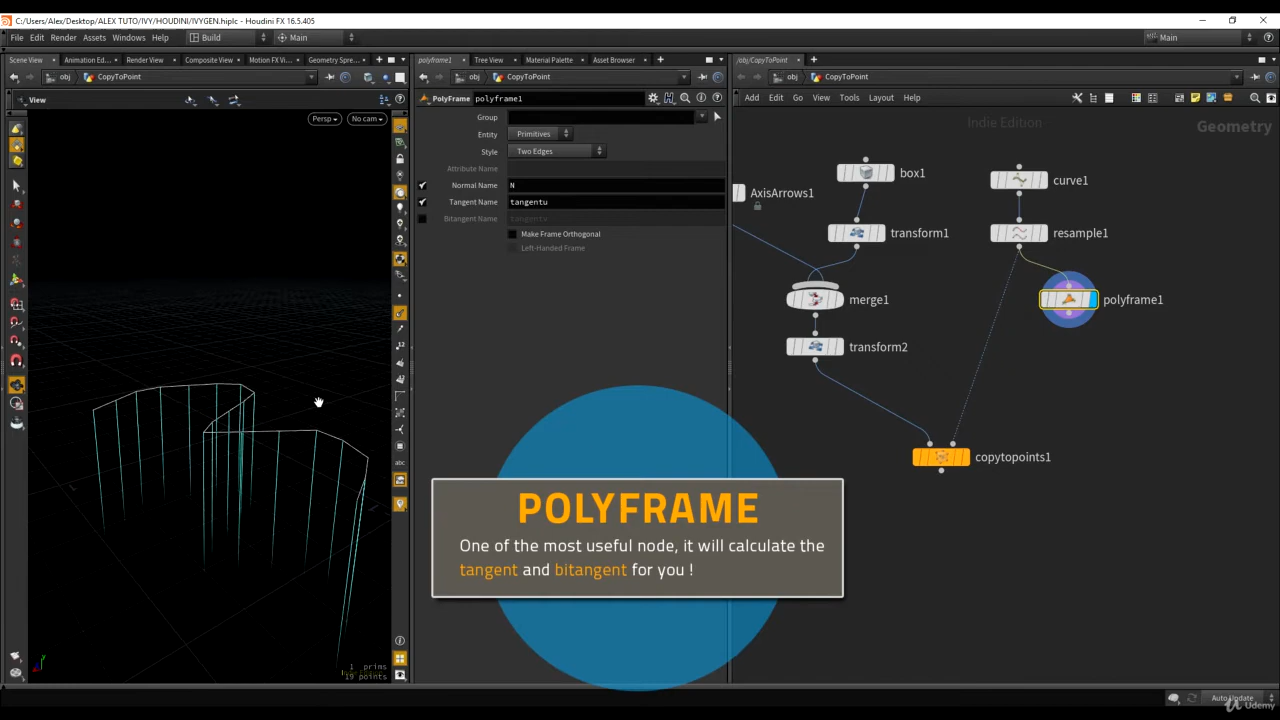 C:/Users/Alex/Desktop/ALEX TUTO/IVY/HOUDINI/IVYGEN.hiplc - Houdini FX 16.5.405
File Edit Render Assets Windows Help Build Main Main
Scene View Animation Ed... Render View Composite View Motion FX Vi... Geometry Spre...
obj CopyToPoint
View
Persp No cam
1 prims
19 points
polyframe1 Tree View Material Palette Asset Browser
obj CopyToPoint
PolyFrame polyframe1
Group
Entity Primitives
Style Two Edges
Attribute Name
Normal Name N
Tangent Name tangentu
Bitangent Name tangentv
Make Frame Orthogonal
Left-Handed Frame
/obj/CopyToPoint
obj CopyToPoint
Add Edit Go View Tools Layout Help
Indie Edition
Geometry
box1
curve1
AxisArrows1
transform1
resample1
merge1
polyframe1
transform2
copytopoints1
POLYFRAME
One of the most useful node, it will calculate the
tangent and bitangent for you !
Auto Update
Udemy